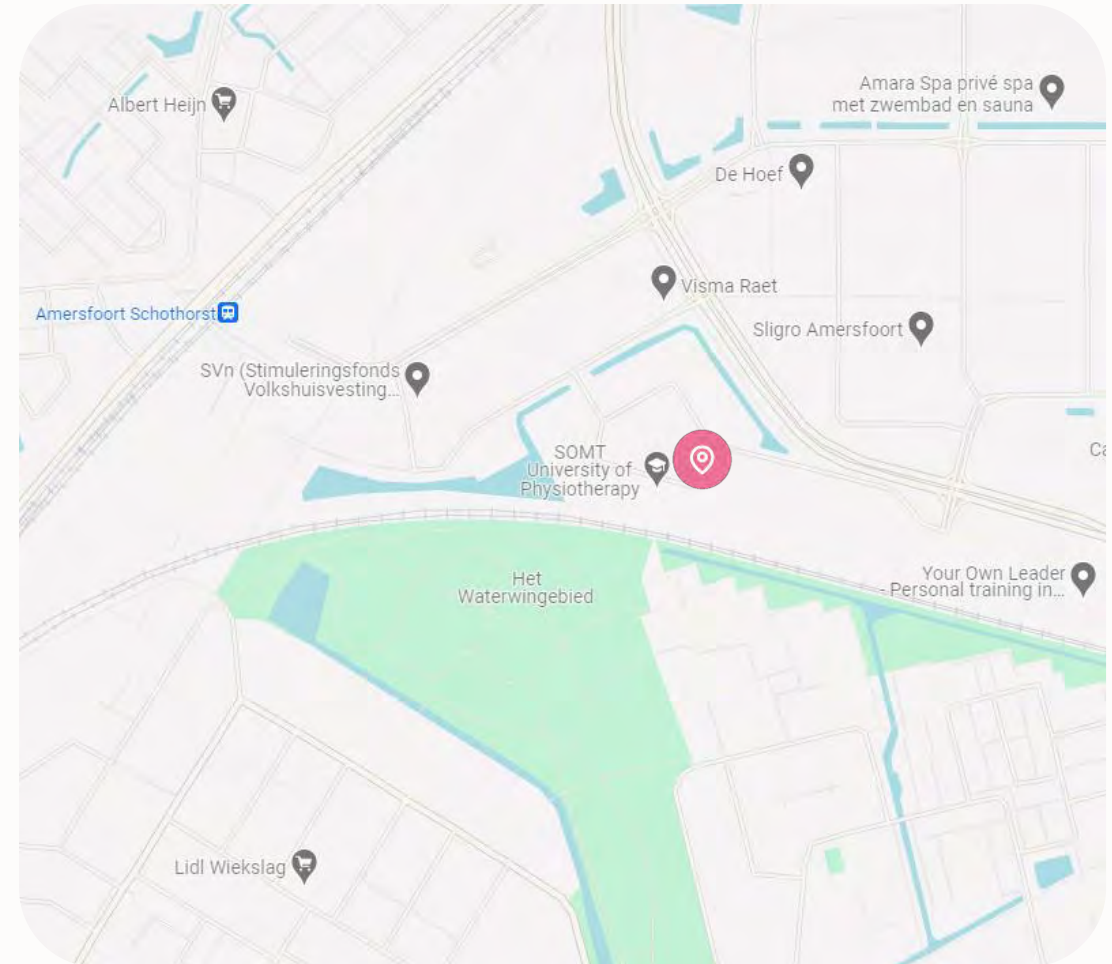 Amara Spa privé spa
met zwembad en sauna
Albert Heijn
De Hoef
Visma Raet
Amersfoort Schothorst
Sligro Amersfoort
SVn (Stimuleringsfonds
Volkshuisvesting...
Ca
SOMT
University of
Physiotherapy
Your Own Leader
- Personal training in...
Het
Waterwingebied
Lidl Wiekslag